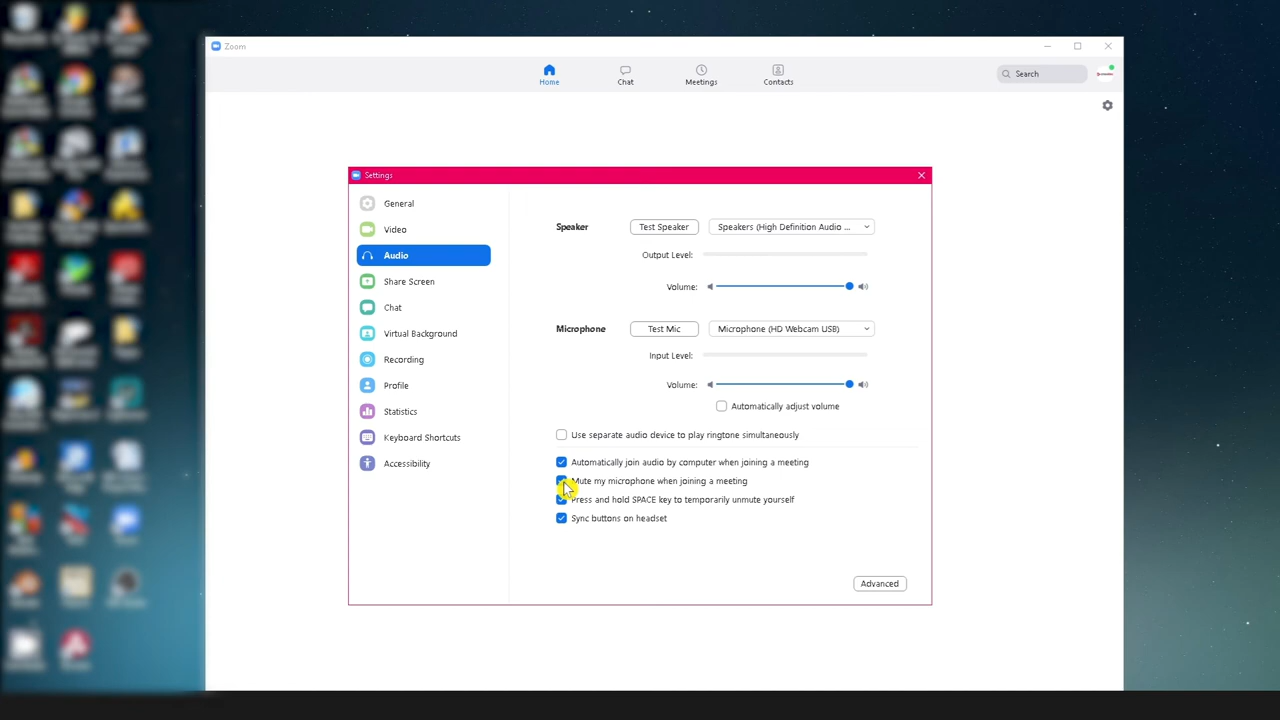 Zoom
Home
Chat
Meetings
Contacts
Search
Settings
General
Video
Audio
Share Screen
Chat
Virtual Background
Recording
Profile
Statistics
Keyboard Shortcuts
Accessibility
Speaker
Test Speaker
Speakers (High Definition Audio ...
Output Level:
Volume:
Microphone
Test Mic
Microphone (HD Webcam USB)
Input Level:
Volume:
Automatically adjust volume
Use separate audio device to play ringtone simultaneously
Automatically join audio by computer when joining a meeting
Mute my microphone when joining a meeting
Press and hold SPACE key to temporarily unmute yourself
Sync buttons on headset
Advanced